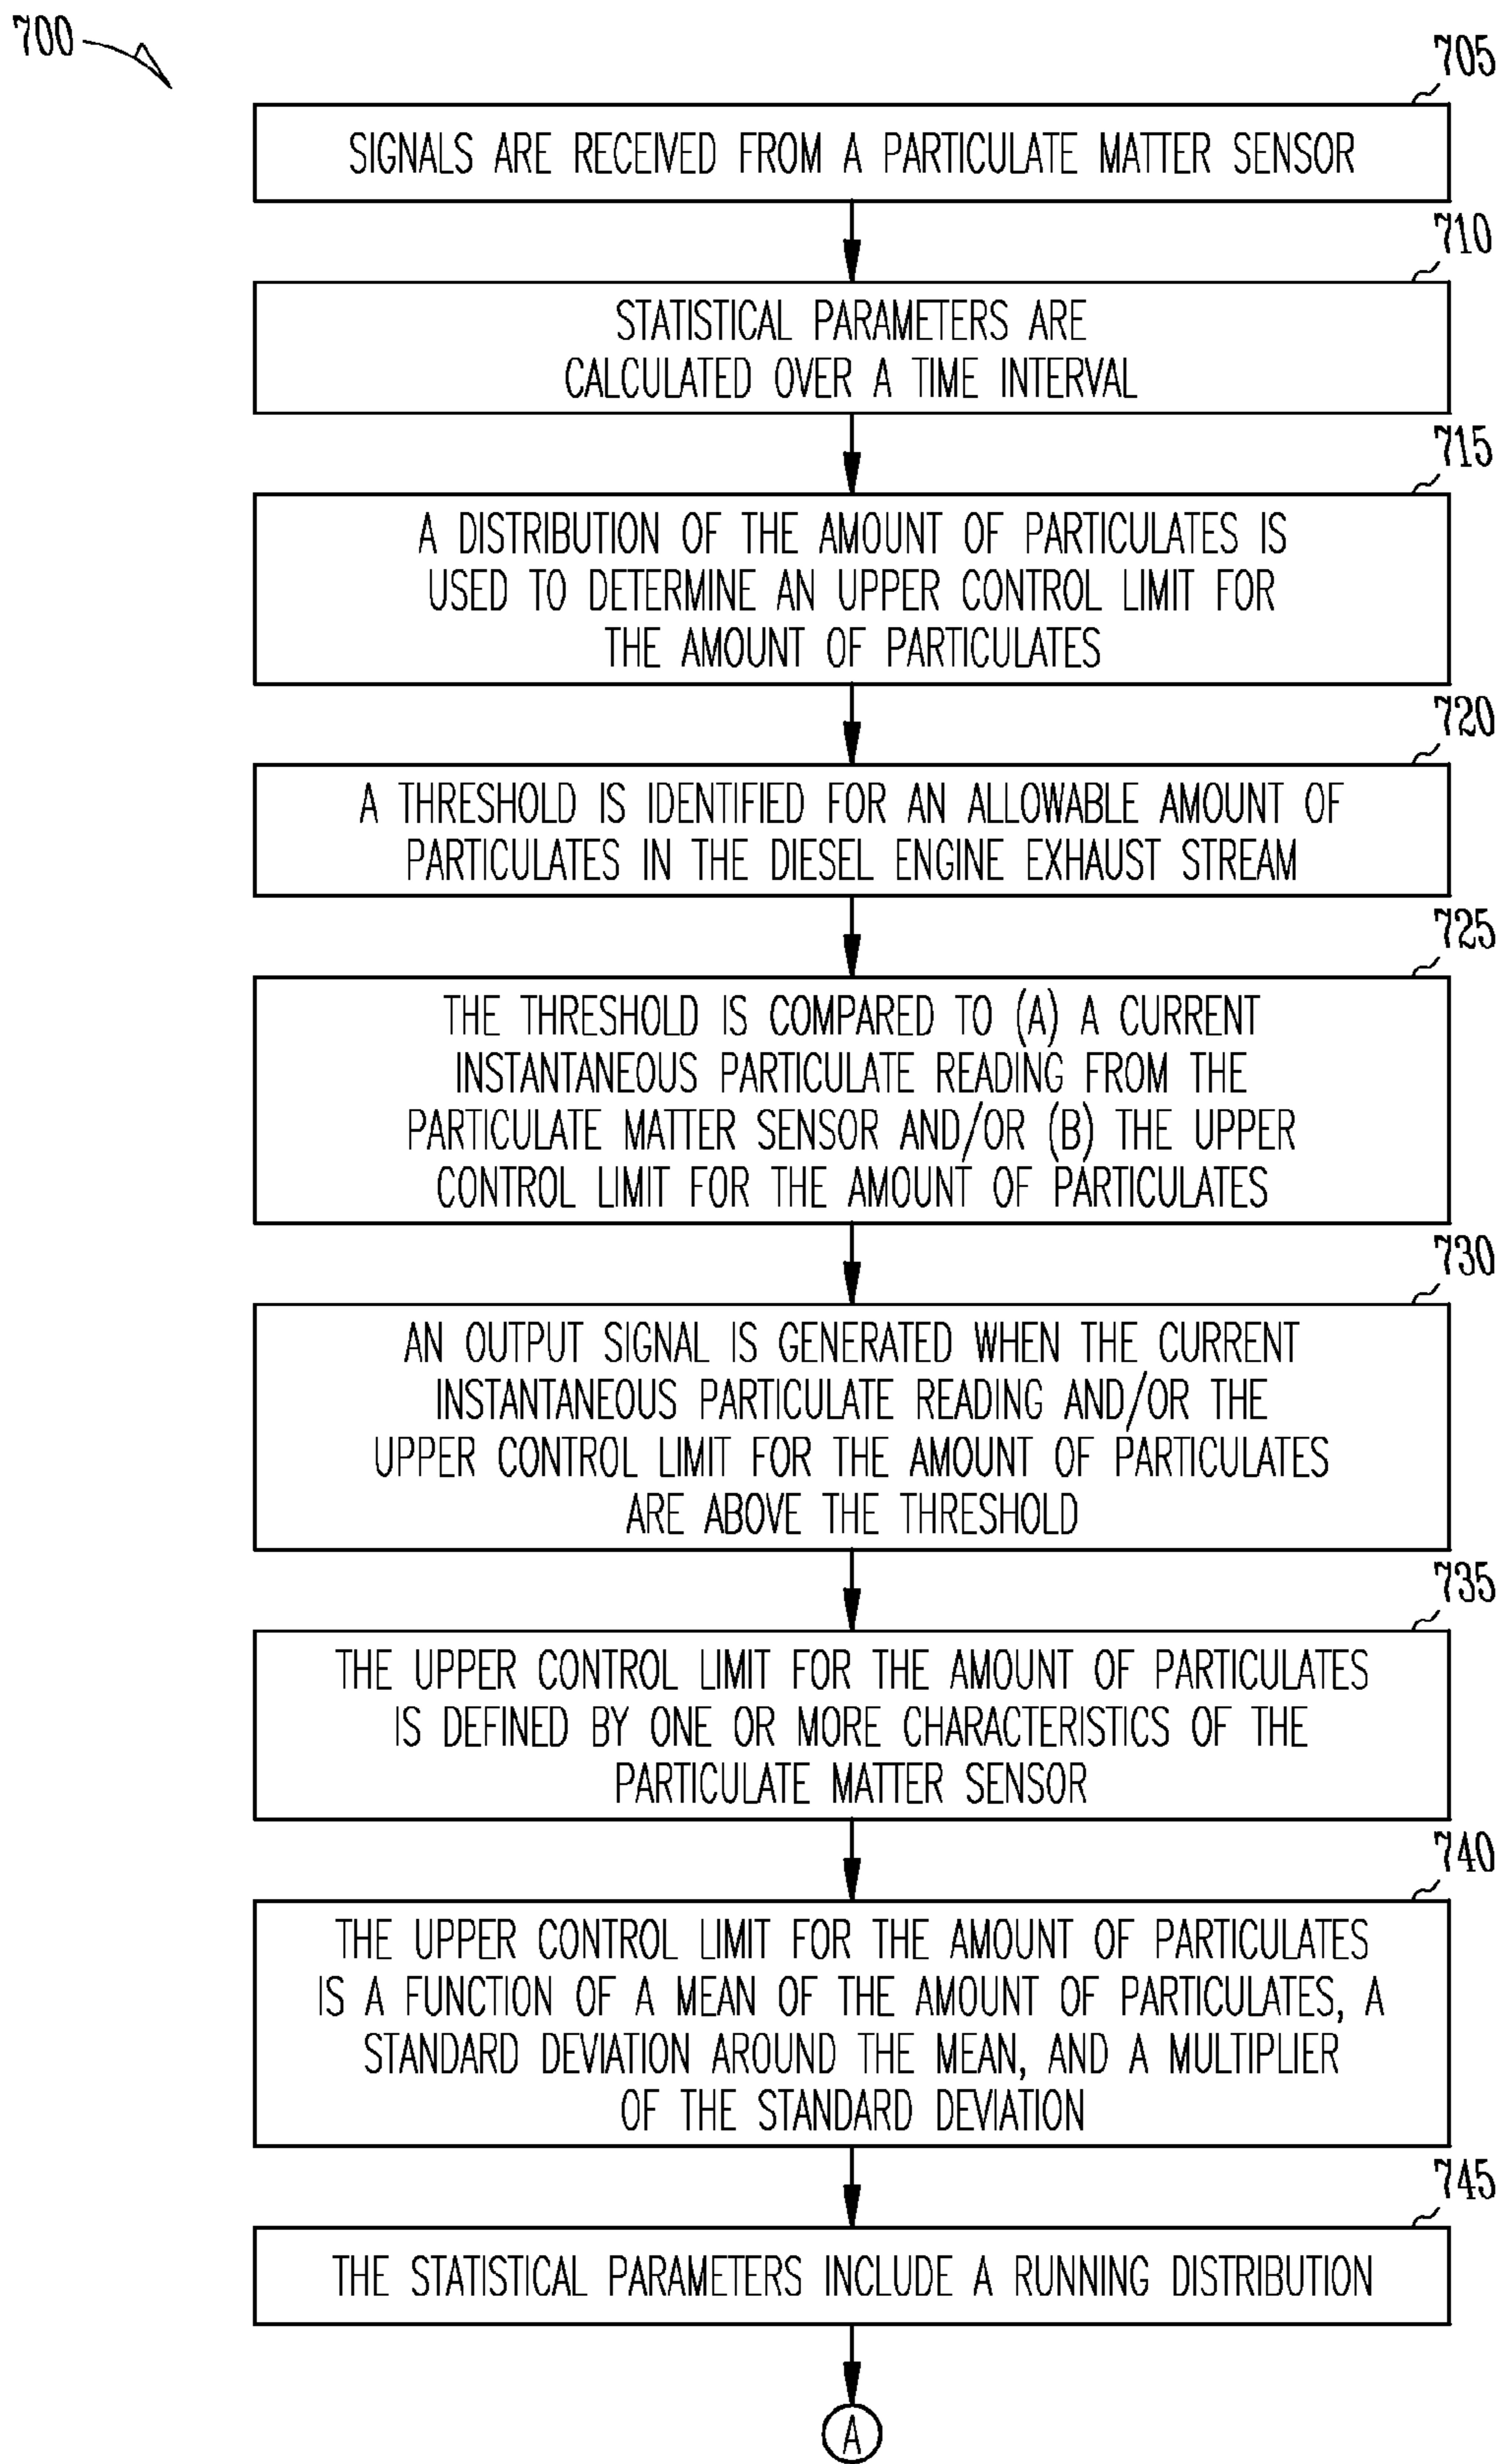 700
705
SIGNALS ARE RECEIVED FROM A PARTICULATE MATTER SENSOR
710
STATISTICAL PARAMETERS ARE
CALCULATED OVER A TIME INTERVAL
715
A DISTRIBUTION OF THE AMOUNT OF PARTICULATES IS
USED TO DETERMINE AN UPPER CONTROL LIMIT FOR
THE AMOUNT OF PARTICULATES
720
A THRESHOLD IS IDENTIFIED FOR AN ALLOWABLE AMOUNT OF
PARTICULATES IN THE DIESEL ENGINE EXHAUST STREAM
725
THE THRESHOLD IS COMPARED TO (A) A CURRENT
INSTANTANEOUS PARTICULATE READING FROM THE
PARTICULATE MATTER SENSOR AND/OR (B) THE UPPER
CONTROL LIMIT FOR THE AMOUNT OF PARTICULATES
730
AN OUTPUT SIGNAL IS GENERATED WHEN THE CURRENT
INSTANTANEOUS PARTICULATE READING AND/OR THE
UPPER CONTROL LIMIT FOR THE AMOUNT OF PARTICULATES
ARE ABOVE THE THRESHOLD
735
THE UPPER CONTROL LIMIT FOR THE AMOUNT OF PARTICULATES
IS DEFINED BY ONE OR MORE CHARACTERISTICS OF THE
PARTICULATE MATTER SENSOR
740
THE UPPER CONTROL LIMIT FOR THE AMOUNT OF PARTICULATES
IS A FUNCTION OF A MEAN OF THE AMOUNT OF PARTICULATES, A
STANDARD DEVIATION AROUND THE MEAN, AND A MULTIPLIER
OF THE STANDARD DEVIATION
745
THE STATISTICAL PARAMETERS INCLUDE A RUNNING DISTRIBUTION
A